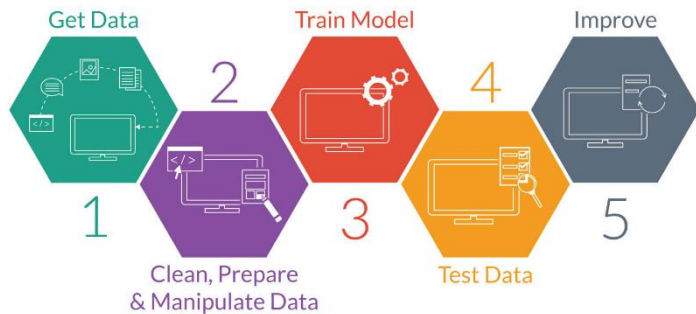 Get Data
1
2
Clean, Prepare
& Manipulate Data
Train Model
3
4
Test Data
Improve
5
</>
</>